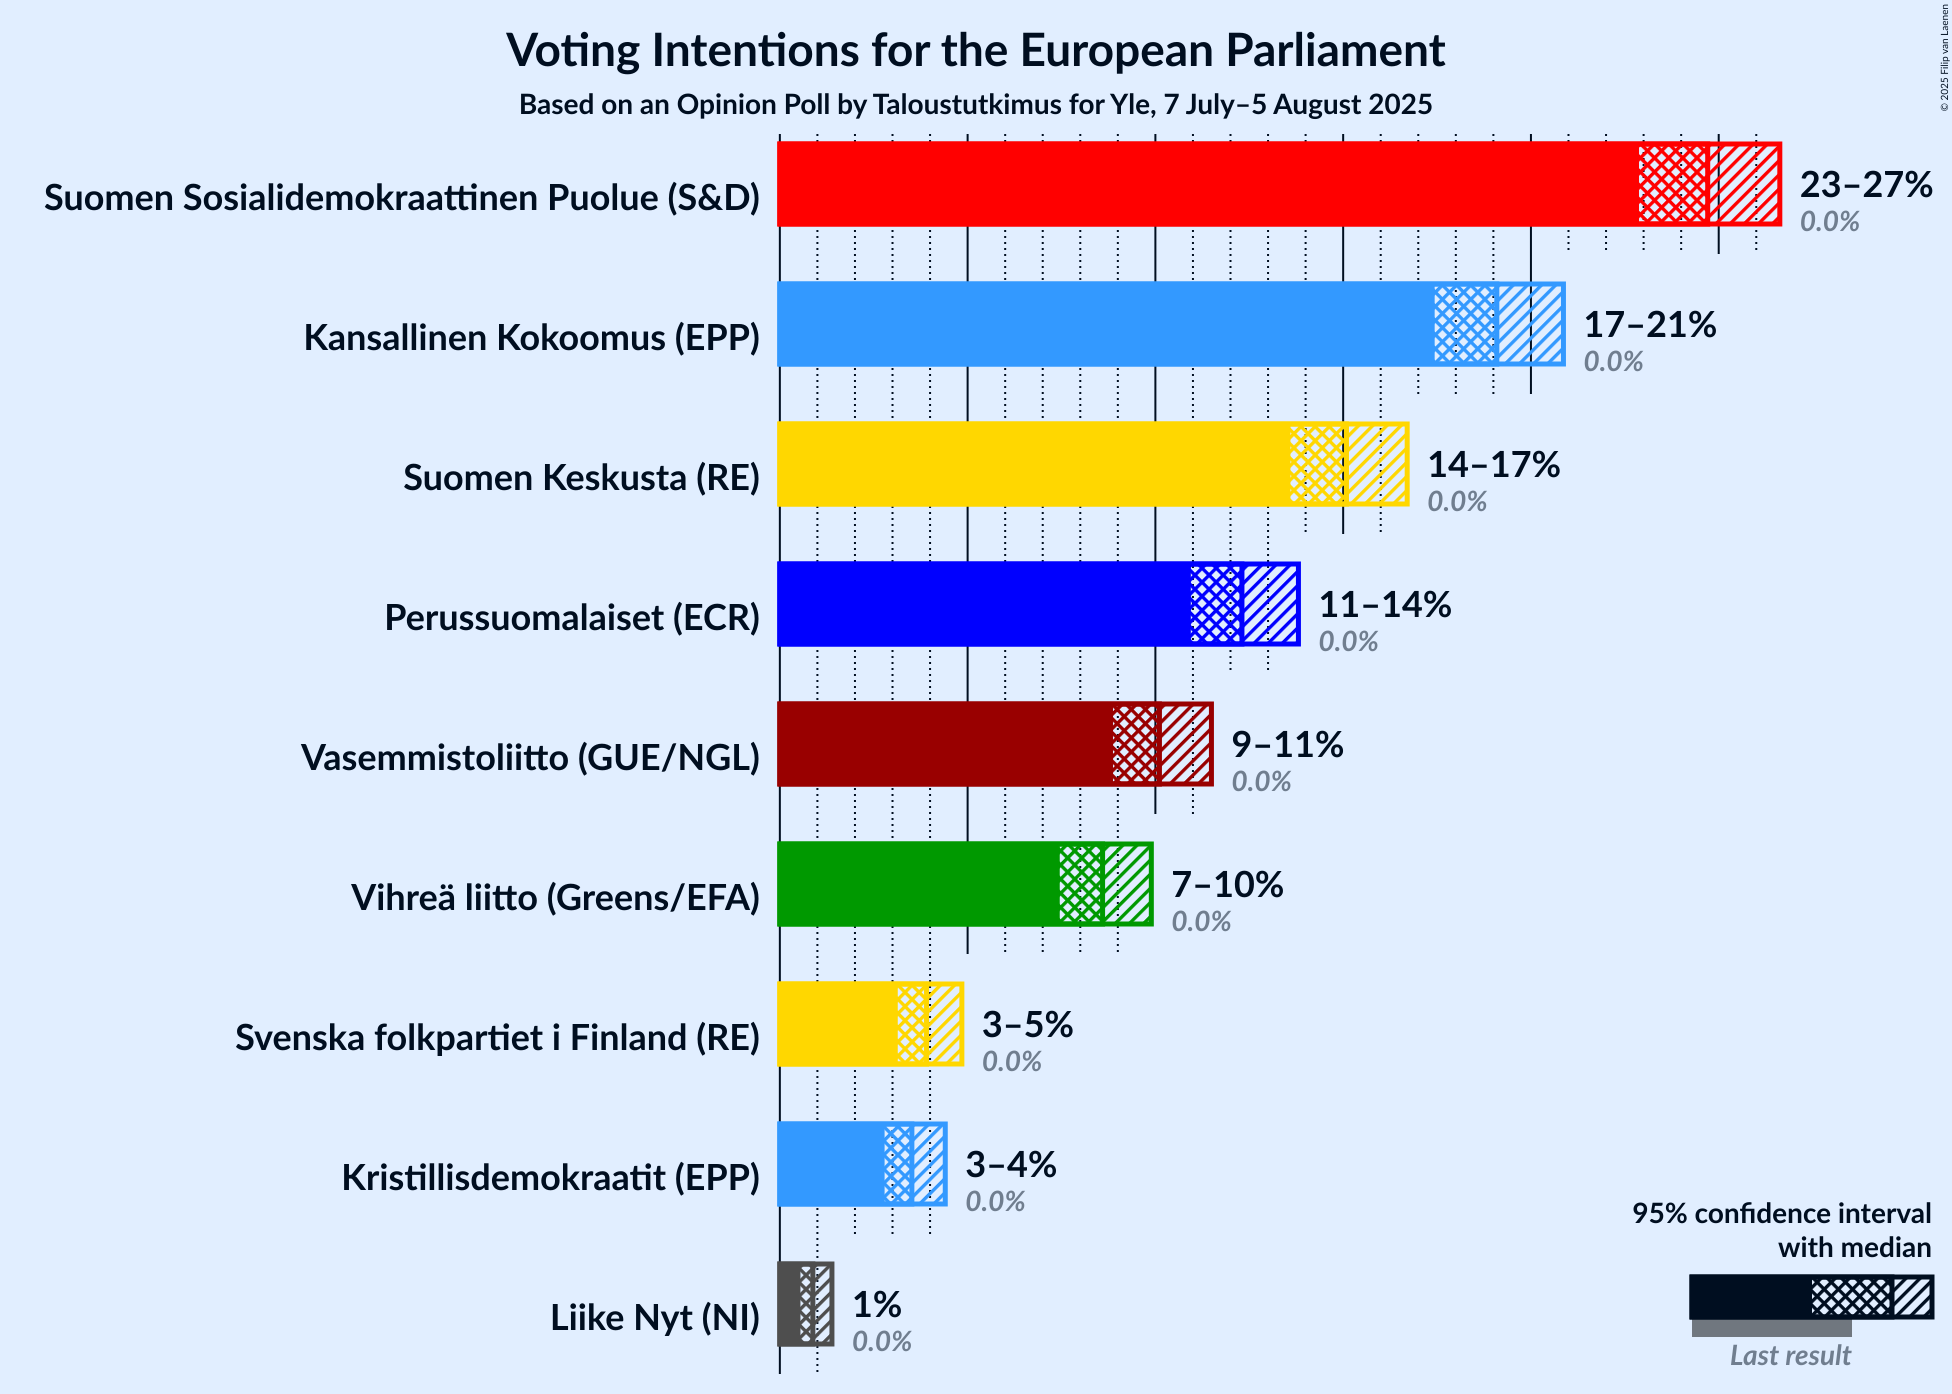 Voting Intentions for the European Parliament
Based on an Opinion Poll by Taloustutkimus for Yle, 7 July–5 August 2025
© 2025 Filip van Laenen
Suomen Sosialidemokraattinen Puolue (S&D)
23–27%
0.0%
Kansallinen Kokoomus (EPP)
17–21%
0.0%
Suomen Keskusta (RE)
14–17%
0.0%
Perussuomalaiset (ECR)
11–14%
0.0%
Vasemmistoliitto (GUE/NGL)
9–11%
0.0%
Vihreä liitto (Greens/EFA)
7–10%
0.0%
Svenska folkpartiet i Finland (RE)
3–5%
0.0%
Kristillisdemokraatit (EPP)
3–4%
0.0%
Liike Nyt (NI)
1%
0.0%
95% confidence interval
with median
Last result